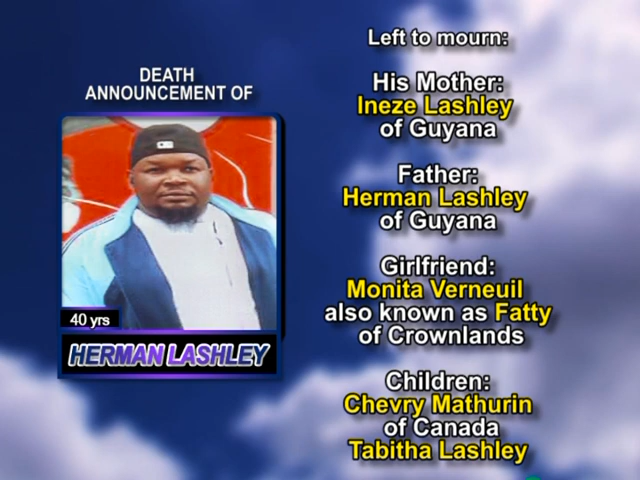 DEATH
ANNOUNCEMENT OF
40 yrs
HERMAN LASHLEY
Left to mourn:
His Mother:
Ineze Lashley
of Guyana
Father:
Herman Lashley
of Guyana
Girlfriend:
Monita Verneuil
also known as Fatty
of Crownlands
Children:
Chevry Mathurin
of Canada
Tabitha Lashley